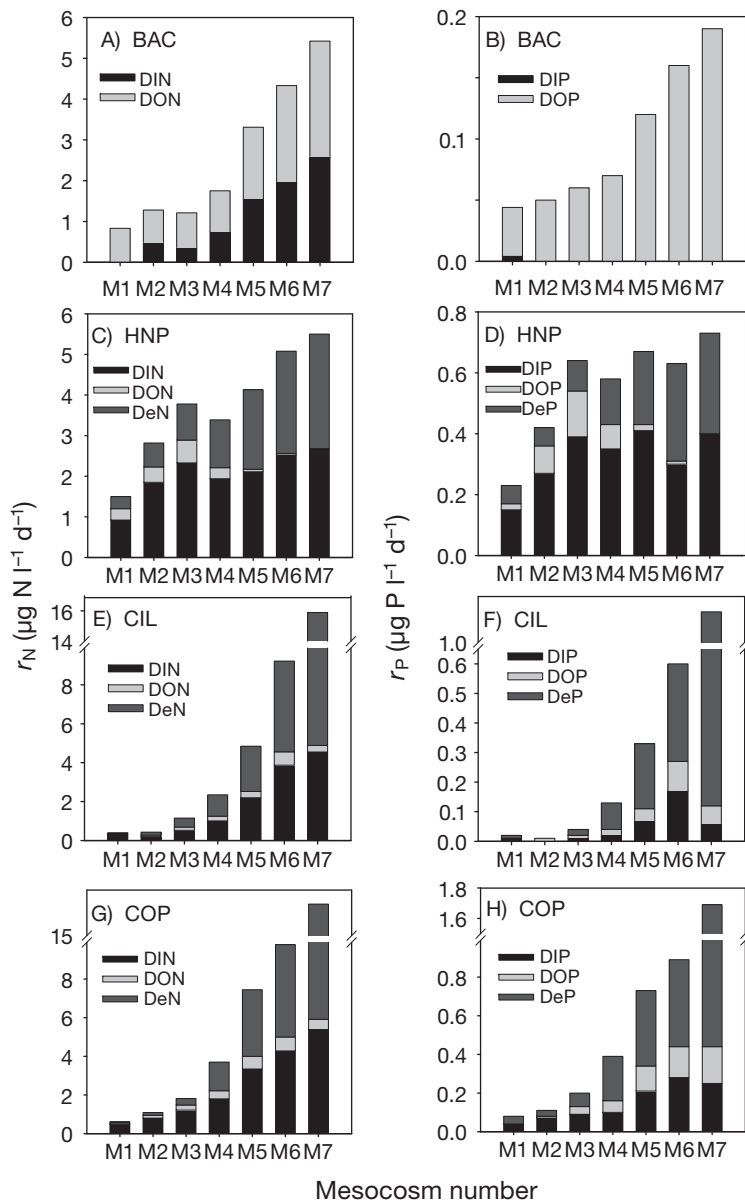 A) BAC
DIN
DON
6
5
4
3
2
1
0
M1 M2 M3 M4 M5 M6 M7
B) BAC
DIP
DOP
0.2
0.1
0.0
M1 M2 M3 M4 M5 M6 M7
C) HNP
DIN
DON
DeN
6
5
4
3
2
1
0
M1 M2 M3 M4 M5 M6 M7
D) HNP
DIP
DOP
DeP
0.8
0.6
0.4
0.2
0.0
M1 M2 M3 M4 M5 M6 M7
E) CIL
DIN
DON
DeN
16
14
8
6
4
2
0
M1 M2 M3 M4 M5 M6 M7
F) CIL
DIP
DOP
DeP
1.0
0.6
0.5
0.4
0.3
0.2
0.1
0.0
M1 M2 M3 M4 M5 M6 M7
G) COP
DIN
DON
DeN
15
8
6
4
2
0
M1 M2 M3 M4 M5 M6 M7
H) COP
DIP
DOP
DeP
1.8
1.6
0.8
0.6
0.4
0.2
0.0
M1 M2 M3 M4 M5 M6 M7
rN (µg N l−1 d−1)
rP (µg P l−1 d−1)
Mesocosm number